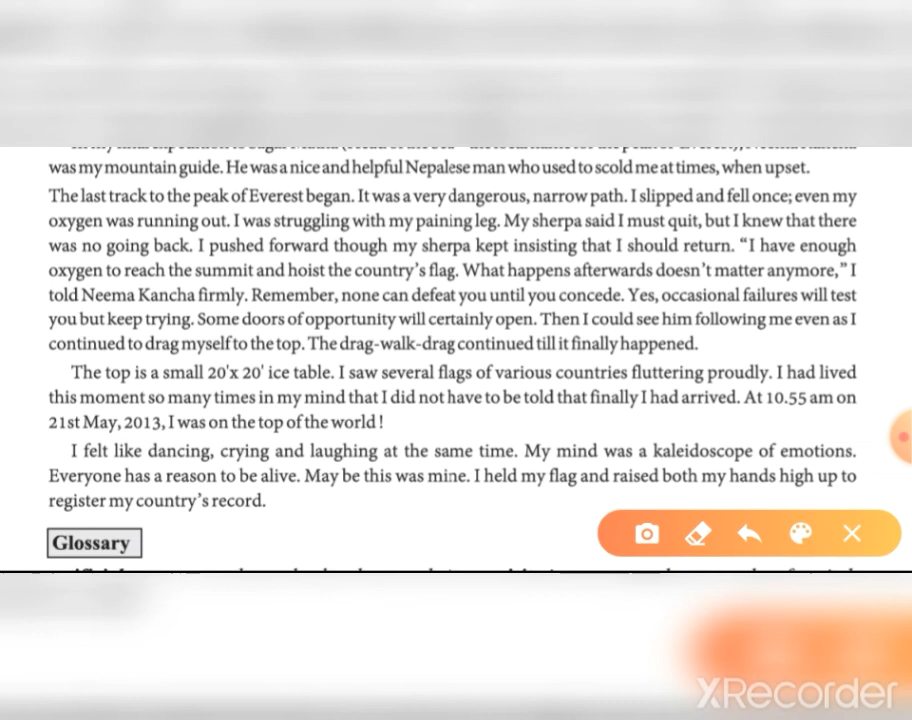 was my mountain guide. He was a nice and helpful Nepalese man who used to scold me at times, when upset.
The last track to the peak of Everest began. It was a very dangerous, narrow path. I slipped and fell once; even my
oxygen was running out. I was struggling with my paining leg. My sherpa said I must quit, but I knew that there
was no going back. I pushed forward though my sherpa kept insisting that I should return. “I have enough
oxygen to reach the summit and hoist the country’s flag. What happens afterwards doesn’t matter anymore,” I
told Neema Kancha firmly. Remember, none can defeat you until you concede. Yes, occasional failures will test
you but keep trying. Some doors of opportunity will certainly open. Then I could see him following me even as I
continued to drag myself to the top. The drag-walk-drag continued till it finally happened.
The top is a small 20'x 20' ice table. I saw several flags of various countries fluttering proudly. I had lived
this moment so many times in my mind that I did not have to be told that finally I had arrived. At 10.55 am on
21st May, 2013, I was on the top of the world !
I felt like dancing, crying and laughing at the same time. My mind was a kaleidoscope of emotions.
Everyone has a reason to be alive. May be this was mine. I held my flag and raised both my hands high up to
register my country’s record.
Glossary
XRecorder